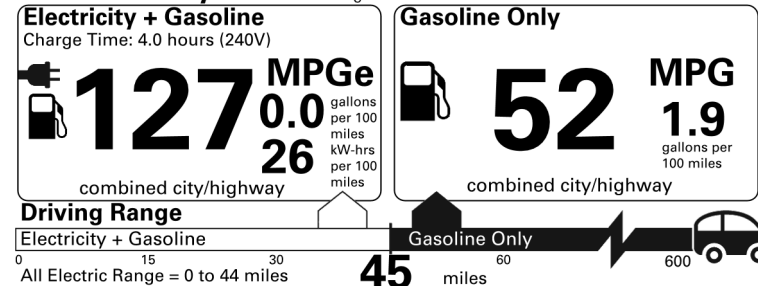 Electricity + Gasoline
Charge Time: 4.0 hours (240V)
127 MPGe
0.0 gallons per 100 miles
26 kW-hrs per 100 miles
combined city/highway
Gasoline Only
52 MPG
1.9
gallons per
100 miles
combined city/highway
Driving Range
Electricity + Gasoline
Gasoline Only
0 15 30 45 60 600
All Electric Range = 0 to 44 miles
miles